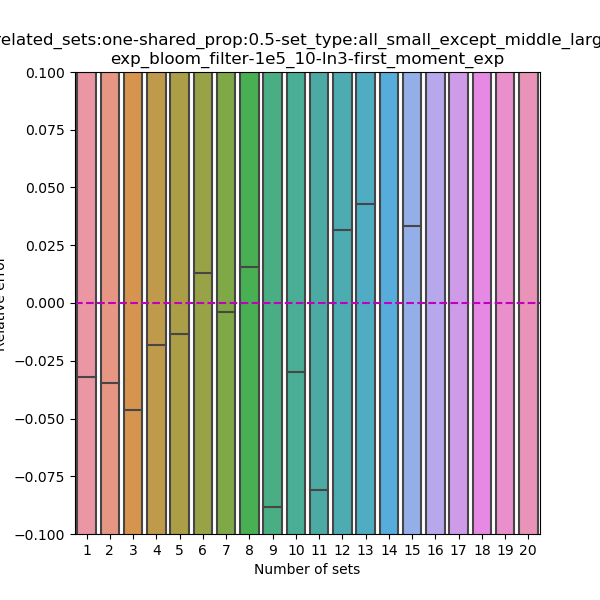 related_sets:one-shared_prop:0.5-set_type:all_small_except_middle_larg
exp_bloom_filter-1e5_10-ln3-first_moment_exp
0.100
0.075
0.050
0.025
0.000
−0.025
−0.050
−0.075
−0.100
Relative error
1 2 3 4 5 6 7 8 9 10 11 12 13 14 15 16 17 18 19 20
Number of sets